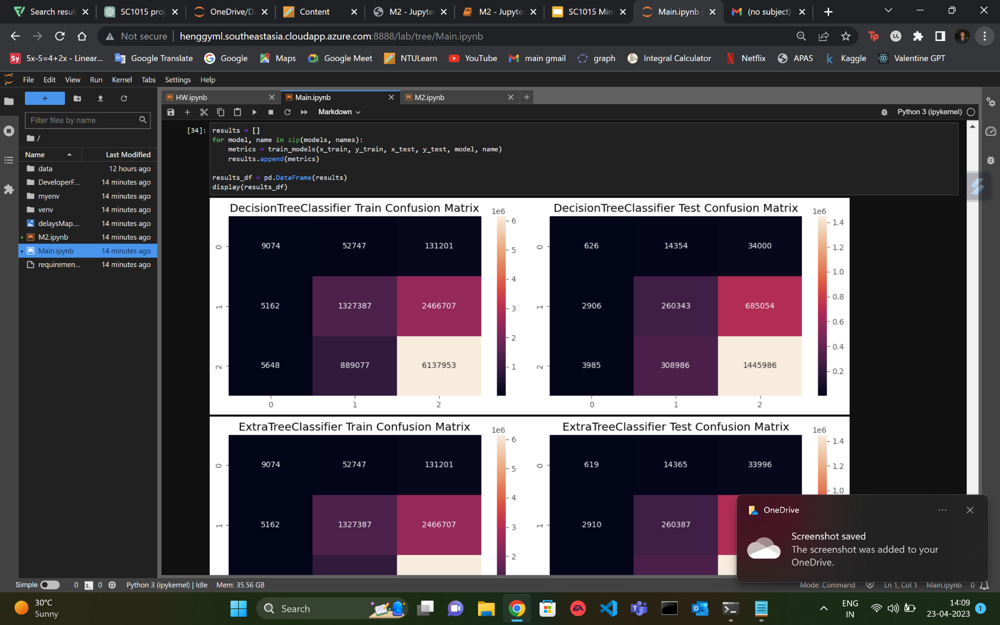 Search resul
SC1015 proj
OneDrive/D
Content
M2 - Jupyte
M2 - Jupyte
SC1015 Min
Main.ipynb (
(no subject)
Not secure
henggyml.southeastasia.cloudapp.azure.com:8888/lab/tree/Main.ipynb
Sy 5x-5=4+2x - Linear...
Google Translate
Google
Maps
Google Meet
NTULearn
YouTube
main gmail
graph
Integral Calculator
Netflix
APAS
Kaggle
Valentine GPT
File Edit View Run Kernel Tabs Settings Help
HW.ipynb
Main.ipynb
M2.ipynb
Markdown
Python 3 (ipykernel)
Filter files by name
/
Name Last Modified
data 12 hours ago
DeveloperF... 14 minutes ago
myenv 14 minutes ago
venv 14 minutes ago
delaysMap.... 14 minutes ago
M2.ipynb 14 minutes ago
Main.ipynb 14 minutes ago
requiremen... 14 minutes ago
[34]: results = []
for model, name in zip(models, names):
metrics = train_models(x_train, y_train, x_test, y_test, model, name)
results.append(metrics)
results_df = pd.DataFrame(results)
display(results_df)
DecisionTreeClassifier Train Confusion Matrix
1e6
0 9074 52747 131201
1 5162 1327387 2466707
2 5648 889077 6137953
0 1 2
6
5
4
3
2
1
DecisionTreeClassifier Test Confusion Matrix
1e6
0 626 14354 34000
1 2906 260343 685054
2 3985 308986 1445986
0 1 2
1.4
1.2
1.0
0.8
0.6
0.4
0.2
ExtraTreeClassifier Train Confusion Matrix
1e6
0 9074 52747 131201
1 5162 1327387 2466707
6
5
4
3
2
ExtraTreeClassifier Test Confusion Matrix
1e6
0 619 14365 33996
1 2910 260387
1.4
1.2
1.0
OneDrive
Screenshot saved
The screenshot was added to your
OneDrive.
Simple 0 0 Python 3 (ipykernel) | Idle Mem: 35.56 GB
Mode: Command Ln 1, Col 1 Main.ipynb 0
30°C
Sunny
Search
ENG
IN
14:09
23-04-2023
1